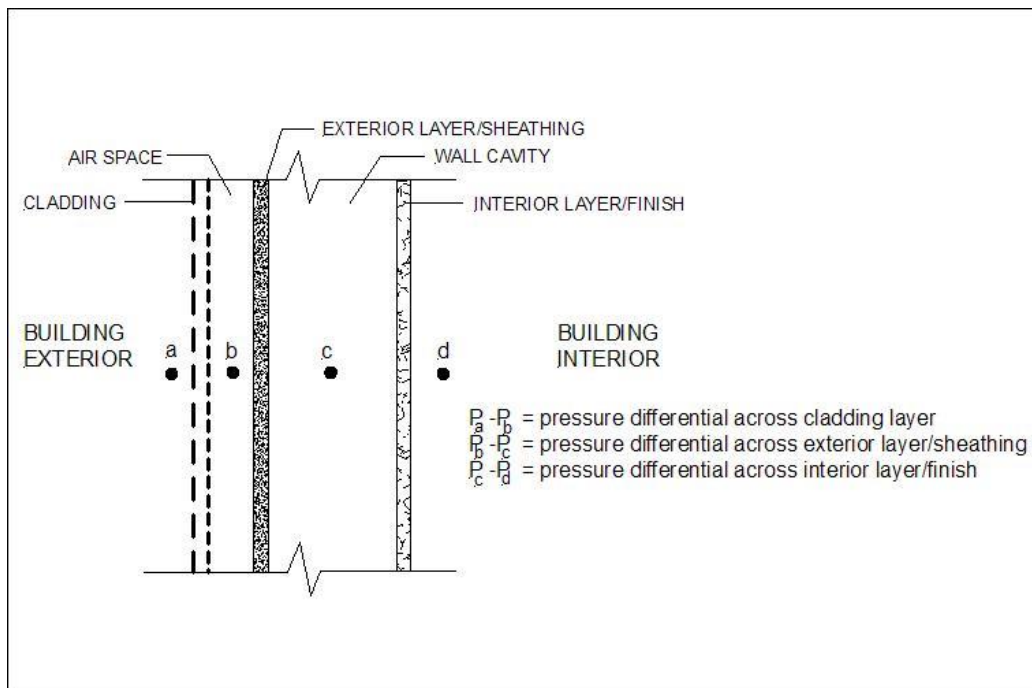 EXTERIOR LAYER/SHEATHING
AIR SPACE
WALL CAVITY
CLADDING
INTERIOR LAYER/FINISH
BUILDING
EXTERIOR
a
b
c
d
BUILDING
INTERIOR
Pa-Pb = pressure differential across cladding layer
Pb-Pc = pressure differential across exterior layer/sheathing
Pc-Pd = pressure differential across interior layer/finish